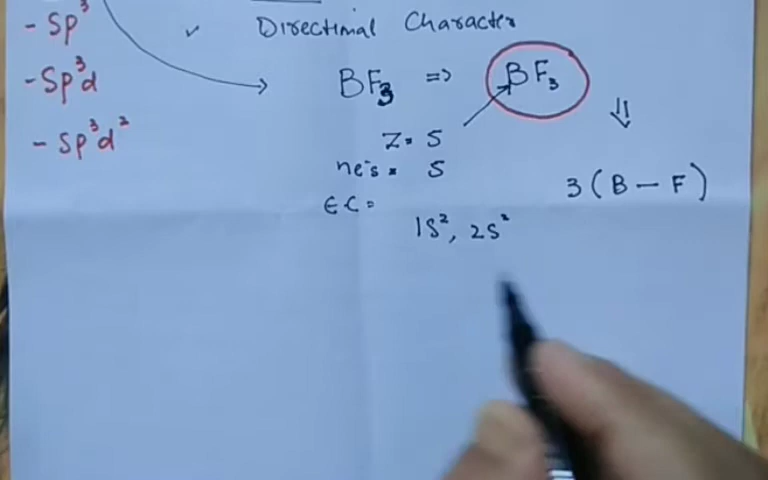 - Sp³
✓ Directional Character
- Sp³d
BF₃ => BF₃
⇓
- Sp³d²
Z = 5
ne⁻s = 5
3 ( B — F )
EC =
1S², 2S²